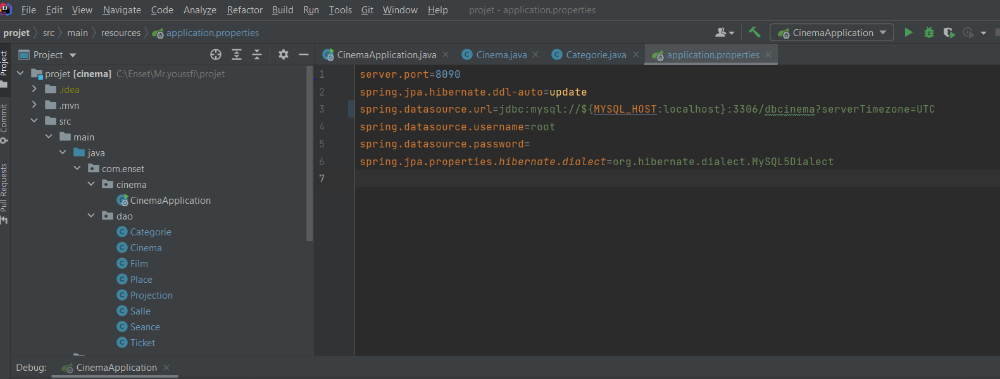 File Edit View Navigate Code Analyze Refactor Build Run Tools Git Window Help projet - application.properties
projet src main resources application.properties CinemaApplication
Project
Commit
Pull Requests
Project
projet [cinema] C:\Enset\Mr.youssfi\projet
.idea
.mvn
src
main
java
com.enset
cinema
CinemaApplication
dao
Categorie
Cinema
Film
Place
Projection
Salle
Seance
Ticket
CinemaApplication.java Cinema.java Categorie.java application.properties
1 server.port=8090
2 spring.jpa.hibernate.ddl-auto=update
3 spring.datasource.url=jdbc:mysql://${MYSQL_HOST:localhost}:3306/dbcinema?serverTimezone=UTC
4 spring.datasource.username=root
5 spring.datasource.password=
6 spring.jpa.properties.hibernate.dialect=org.hibernate.dialect.MySQL5Dialect
7
Debug: CinemaApplication